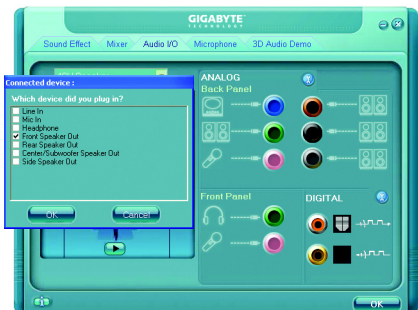 GIGABYTE
TECHNOLOGY
Sound Effect Mixer Audio I/O Microphone 3D Audio Demo
Connected device :
Which device did you plug in?
Line In
Mic In
Headphone
Front Speaker Out
Rear Speaker Out
Center/Subwoofer Speaker Out
Side Speaker Out
OK Cancel
ANALOG
Back Panel
Front Panel
DIGITAL
OK